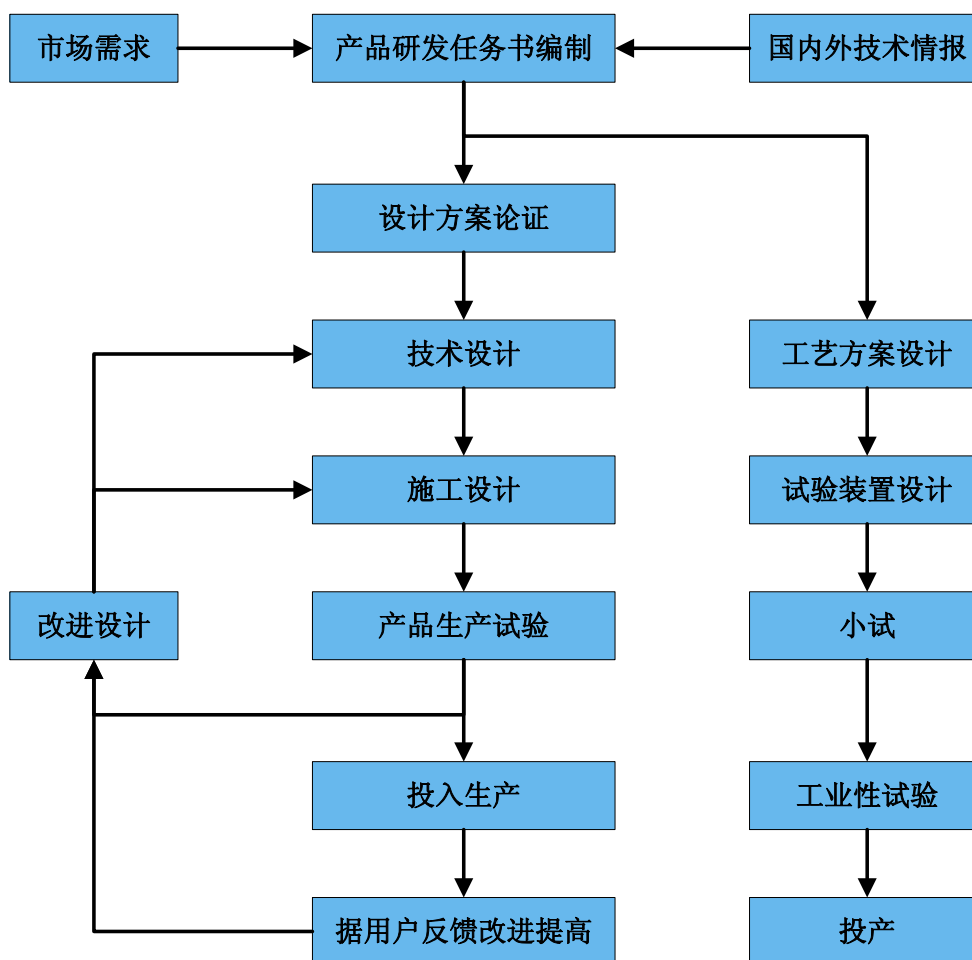 市场需求
产品研发任务书编制
国内外技术情报
设计方案论证
技术设计
工艺方案设计
施工设计
试验装置设计
改进设计
产品生产试验
小试
投入生产
工业性试验
据用户反馈改进提高
投产